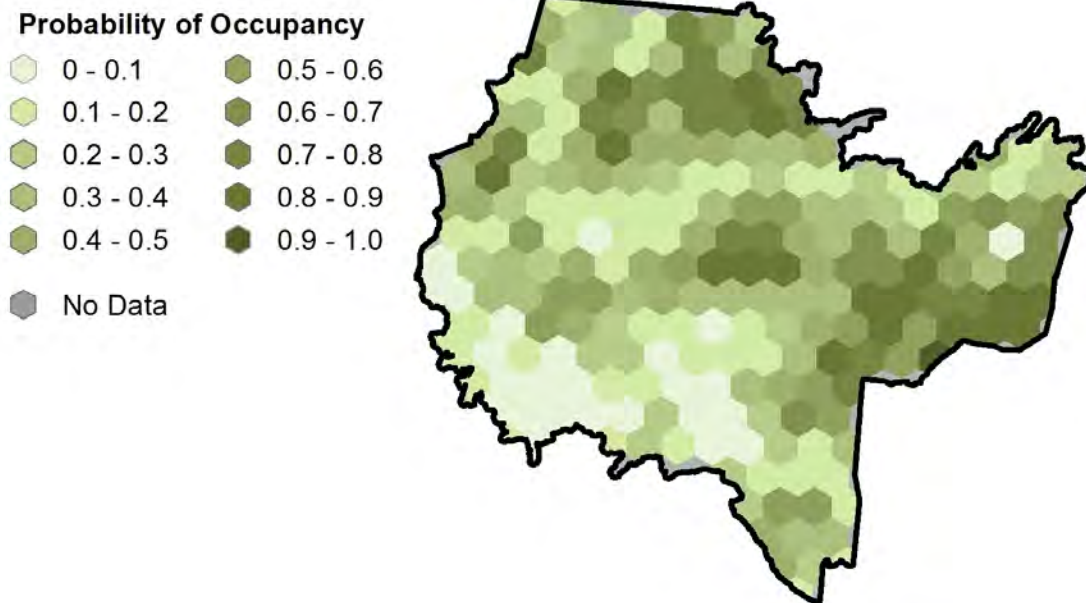 Probability of Occupancy
0 - 0.1
0.1 - 0.2
0.2 - 0.3
0.3 - 0.4
0.4 - 0.5
No Data
0.5 - 0.6
0.6 - 0.7
0.7 - 0.8
0.8 - 0.9
0.9 - 1.0